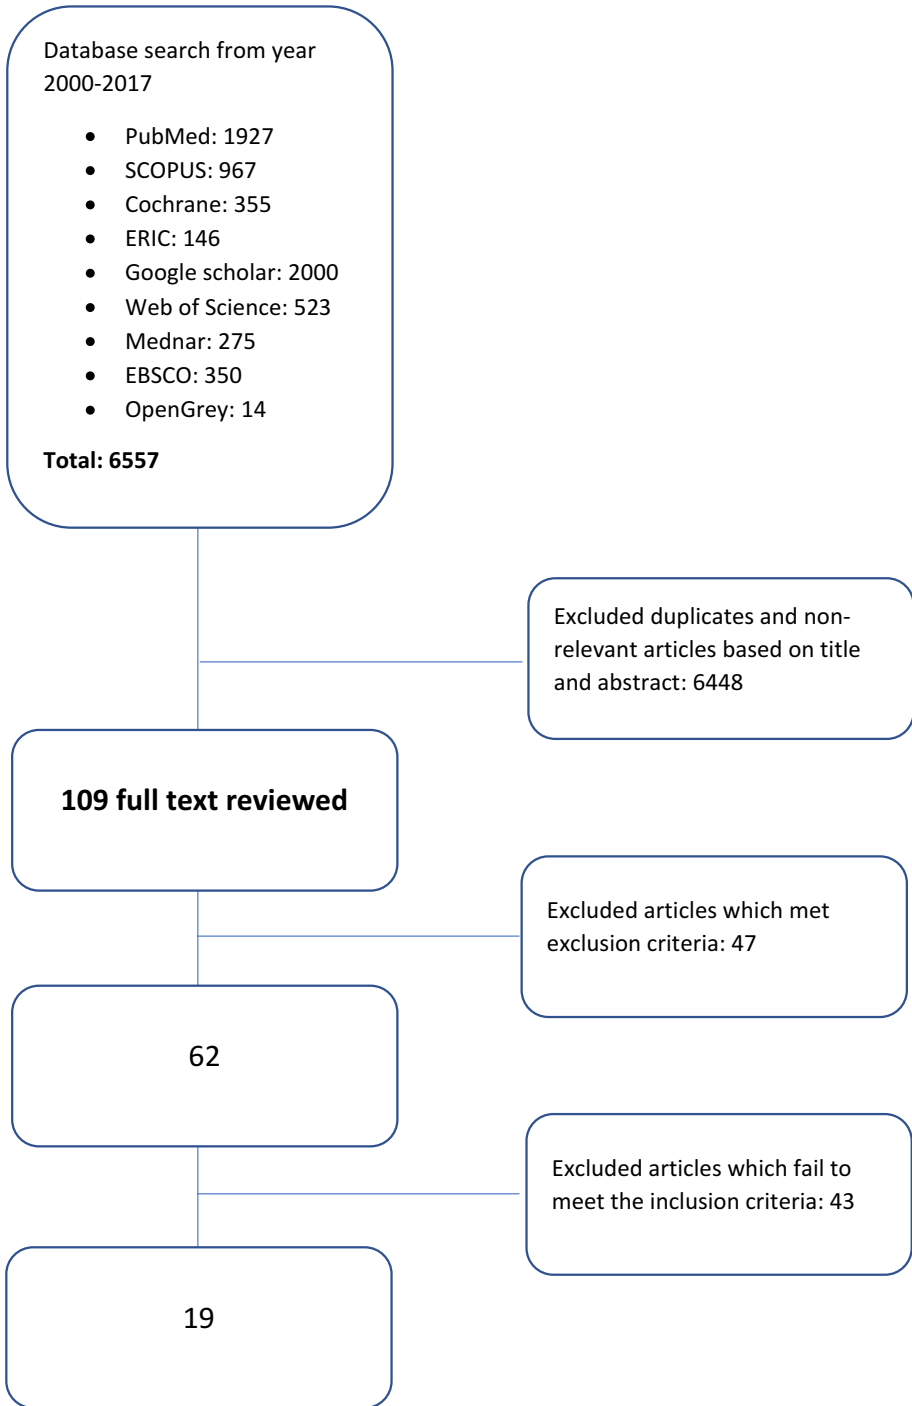 Database search from year
2000-2017
• PubMed: 1927
• SCOPUS: 967
• Cochrane: 355
• ERIC: 146
• Google scholar: 2000
• Web of Science: 523
• Mednar: 275
• EBSCO: 350
• OpenGrey: 14
Total: 6557
Excluded duplicates and non-
relevant articles based on title
and abstract: 6448
109 full text reviewed
Excluded articles which met
exclusion criteria: 47
62
Excluded articles which fail to
meet the inclusion criteria: 43
19